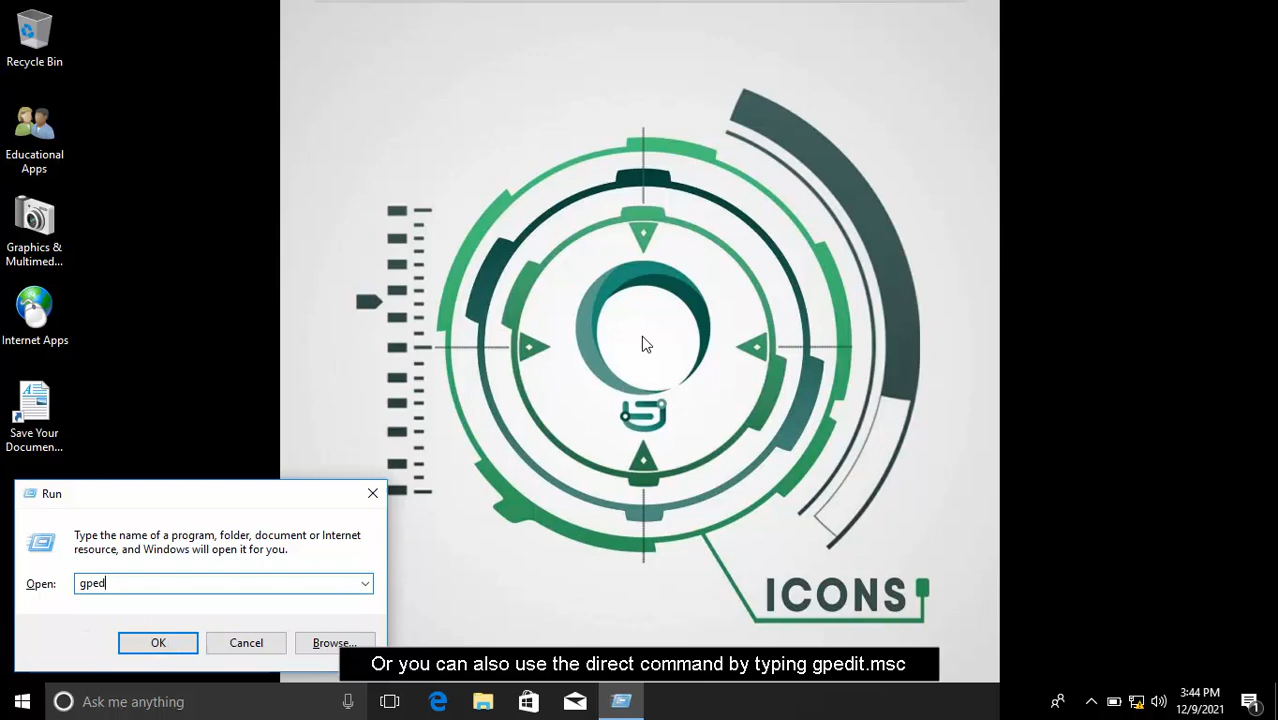 Recycle Bin
Educational
Apps
Graphics &
Multimed...
Internet Apps
Save Your
Documen...
ICONS
Run
Type the name of a program, folder, document or Internet
resource, and Windows will open it for you.
Open:
gped
OK
Cancel
Browse...
Or you can also use the direct command by typing gpedit.msc
Ask me anything
3:44 PM
12/9/2021
1